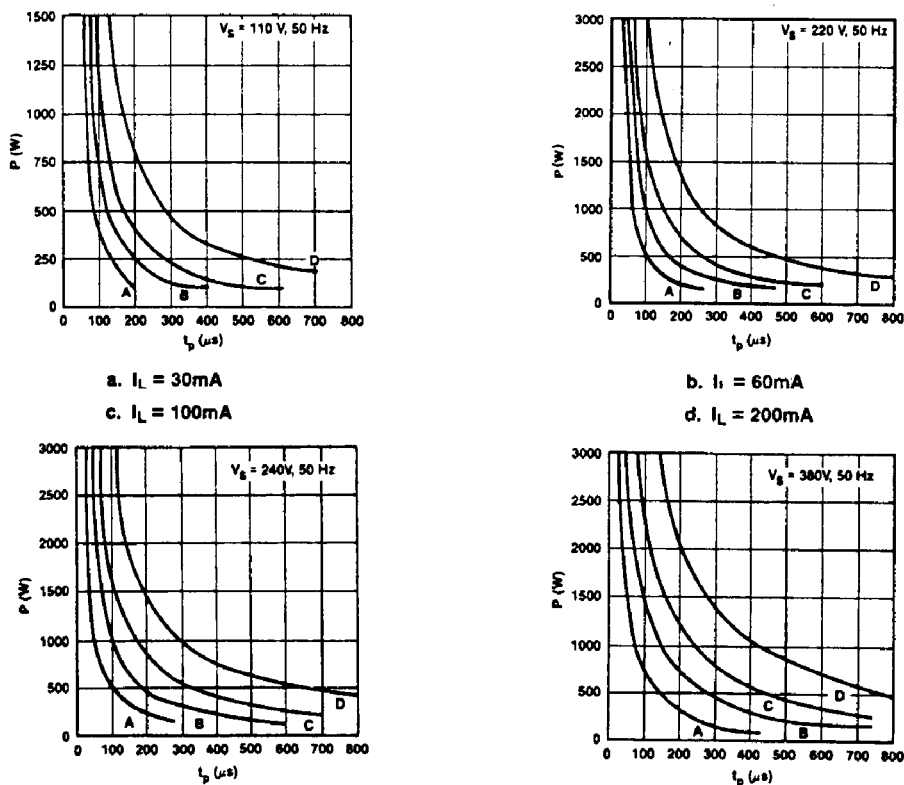 V_S = 110 V, 50 Hz
P (W)
1500
1250
1000
750
500
250
0
A
B
C
D
0 100 200 300 400 500 600 700 800
t_p (μs)
V_S = 220 V, 50 Hz
P (W)
3000
2500
2000
1500
1000
500
0
A
B
C
D
0 100 200 300 400 500 600 700 800
t_p (μs)
a. I_L = 30mA
b. I_L = 60mA
c. I_L = 100mA
d. I_L = 200mA
V_S = 240V, 50 Hz
P (W)
3000
2500
2000
1500
1000
500
0
A
B
C
D
0 100 200 300 400 500 600 700 800
t_p (μs)
V_S = 380V, 50 Hz
P (W)
3000
2500
2000
1500
1000
500
0
A
B
C
D
0 100 200 300 400 500 600 700 800
t_p (μs)